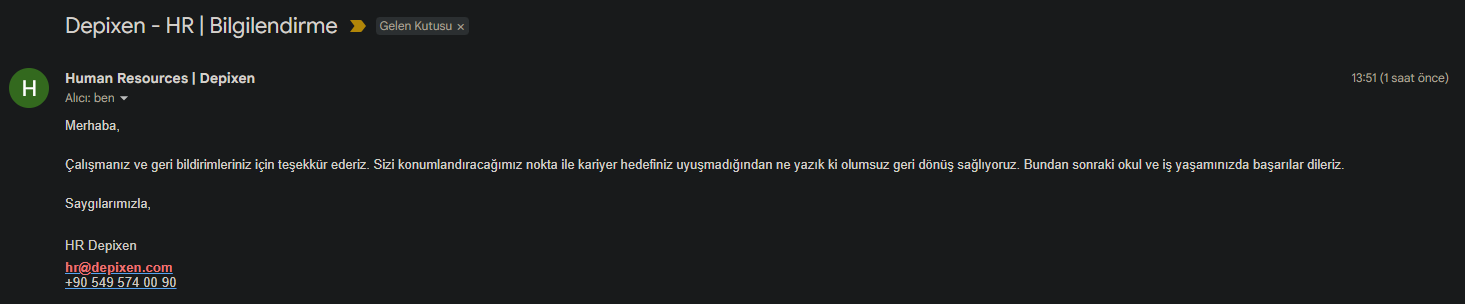 Depixen - HR | Bilgilendirme Gelen Kutusu ×
H
Human Resources | Depixen 13:51 (1 saat önce)
Alıcı: ben
Merhaba,
Çalışmanız ve geri bildirimleriniz için teşekkür ederiz. Sizi konumlandıracağımız nokta ile kariyer hedefiniz uyuşmadığından ne yazık ki olumsuz geri dönüş sağlıyoruz. Bundan sonraki okul ve iş yaşamınızda başarılar dileriz.
Saygılarımızla,
HR Depixen
hr@depixen.com
+90 549 574 00 90